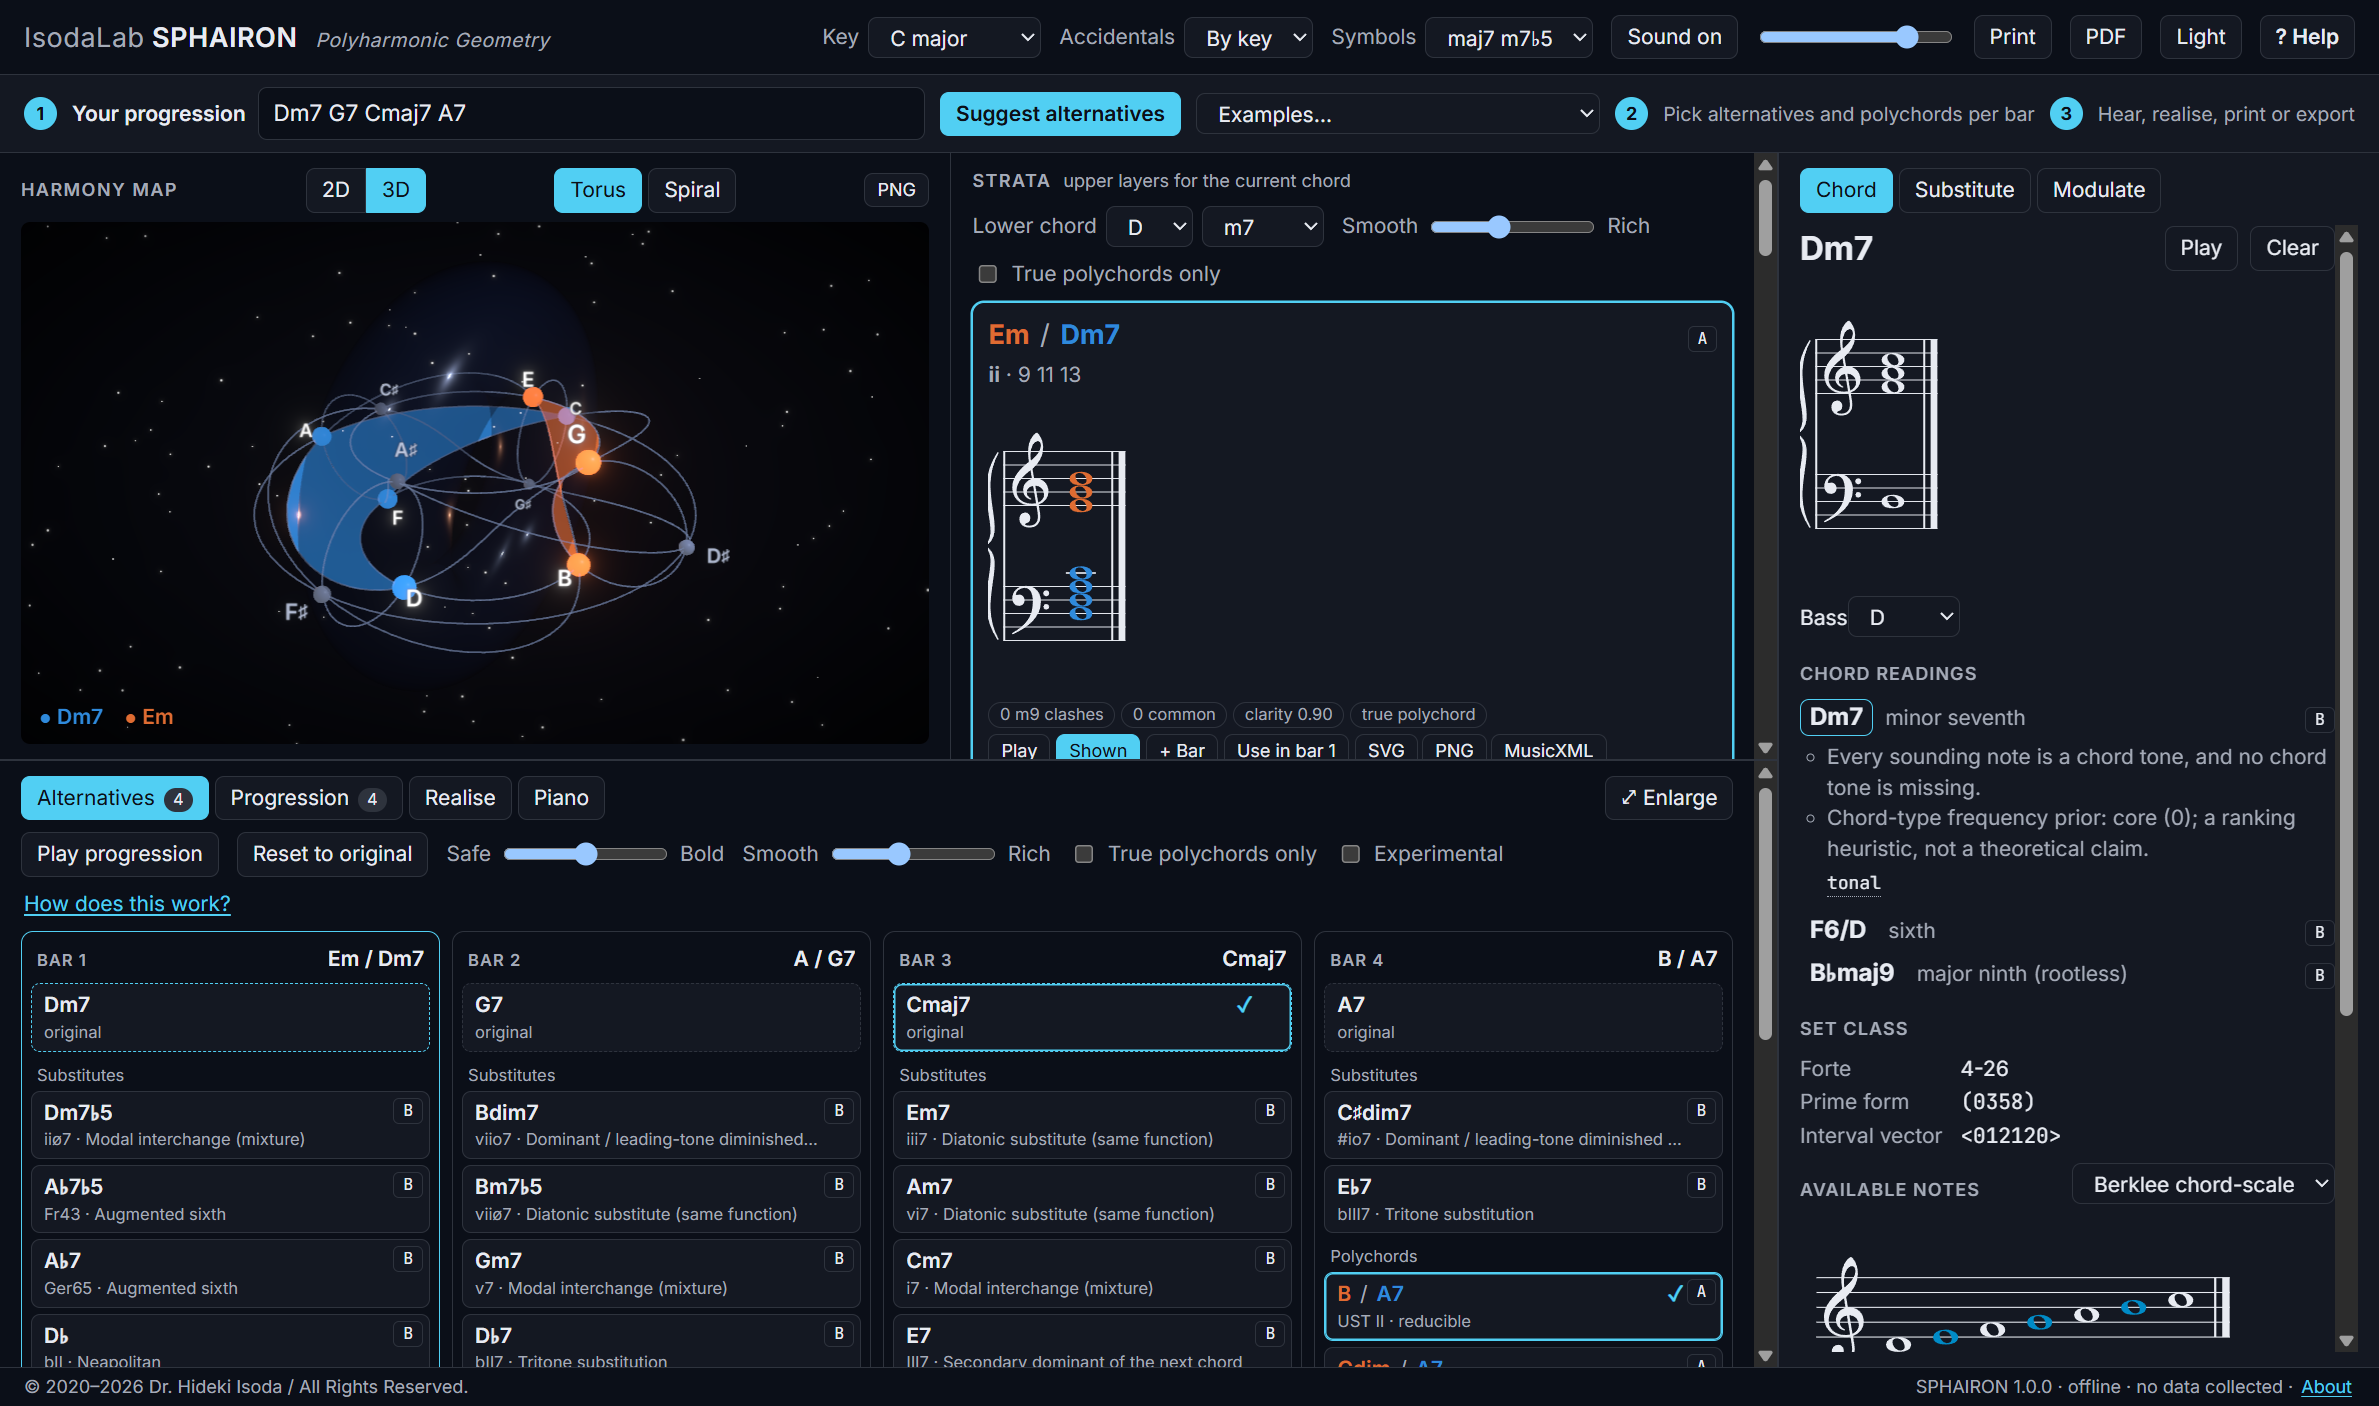 IsodaLab SPHAIRON Polyharmonic Geometry
Key C major Accidentals By key Symbols maj7 m7♭5 Sound on Print PDF Light ? Help
1 Your progression Dm7 G7 Cmaj7 A7 Suggest alternatives Examples... 2 Pick alternatives and polychords per bar 3 Hear, realise, print or export
HARMONY MAP 2D 3D Torus Spiral PNG
C♯
E
C
A
G
A♯
F
G♯
D♯
B
D
F♯
Dm7 Em
STRATA upper layers for the current chord
Lower chord D m7 Smooth Rich
True polychords only
Em / Dm7 A
ii · 9 11 13
0 m9 clashes 0 common clarity 0.90 true polychord
Play Shown + Bar Use in bar 1 SVG PNG MusicXML
Chord Substitute Modulate
Dm7 Play Clear
Bass D
CHORD READINGS
Dm7 minor seventh B
Every sounding note is a chord tone, and no chord
tone is missing.
Chord-type frequency prior: core (0); a ranking
heuristic, not a theoretical claim.
tonal
F6/D sixth B
B♭maj9 major ninth (rootless) B
SET CLASS
Forte 4-26
Prime form (0358)
Interval vector <012120>
AVAILABLE NOTES Berklee chord-scale
Alternatives 4 Progression 4 Realise Piano ⤢ Enlarge
Play progression Reset to original Safe Bold Smooth Rich True polychords only Experimental
How does this work?
BAR 1 Em / Dm7
Dm7
original
Substitutes
Dm7♭5 B
iiø7 · Modal interchange (mixture)
A♭7♭5 B
Fr43 · Augmented sixth
A♭7 B
Ger65 · Augmented sixth
D♭ B
bII · Neapolitan
BAR 2 A / G7
G7
original
Substitutes
Bdim7 B
viio7 · Dominant / leading-tone diminished...
Bm7♭5 B
viiø7 · Diatonic substitute (same function)
Gm7 B
v7 · Modal interchange (mixture)
D♭7 B
bII7 · Tritone substitution
BAR 3 Cmaj7
Cmaj7 ✓
original
Substitutes
Em7 B
iii7 · Diatonic substitute (same function)
Am7 B
vi7 · Diatonic substitute (same function)
Cm7 B
i7 · Modal interchange (mixture)
E7 B
III7 · Secondary dominant of the next chord
BAR 4 B / A7
A7
original
Substitutes
C♯dim7 B
#io7 · Dominant / leading-tone diminished ...
E♭7 B
bIII7 · Tritone substitution
Polychords
B / A7 ✓ A
UST II · reducible
Gdim / A7 A
© 2020–2026 Dr. Hideki Isoda / All Rights Reserved.
SPHAIRON 1.0.0 · offline · no data collected · About